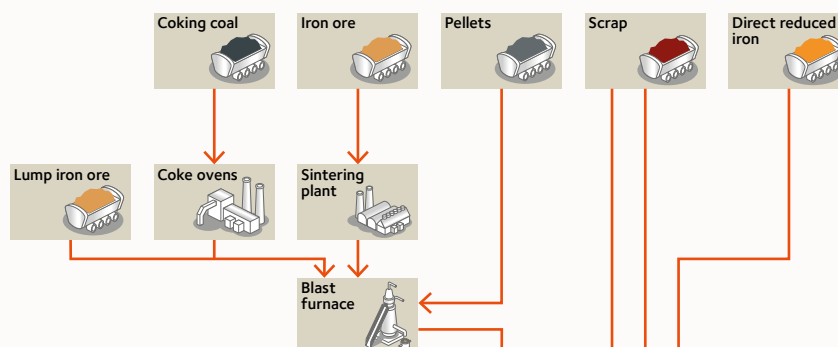 Coking coal
Iron ore
Pellets
Scrap
Direct reduced
iron
Lump iron ore
Coke ovens
Sintering
plant
Blast
furnace